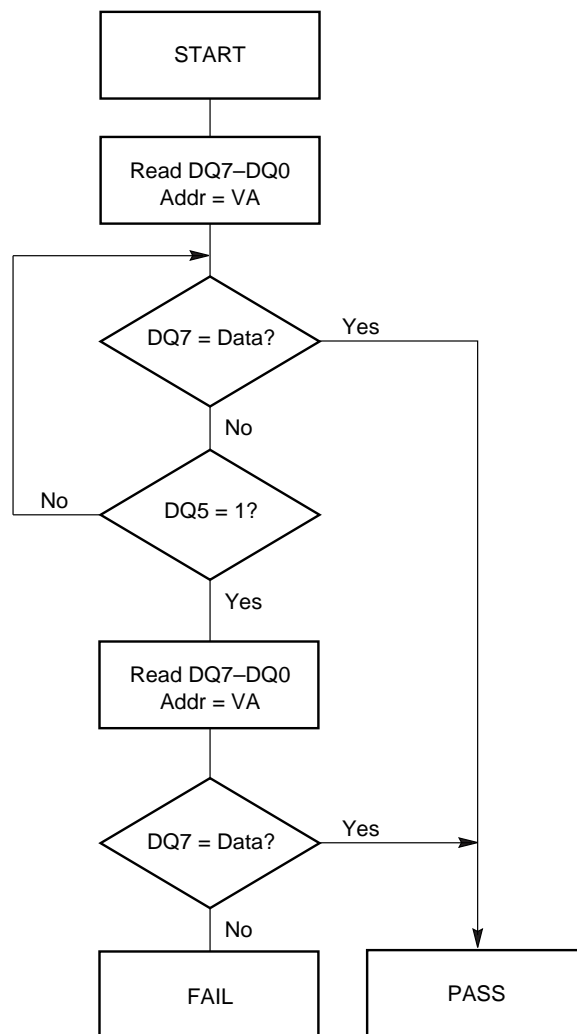 START
Read DQ7–DQ0
Addr = VA
DQ7 = Data?
Yes
No
No
DQ5 = 1?
Yes
Read DQ7–DQ0
Addr = VA
DQ7 = Data?
Yes
No
FAIL
PASS